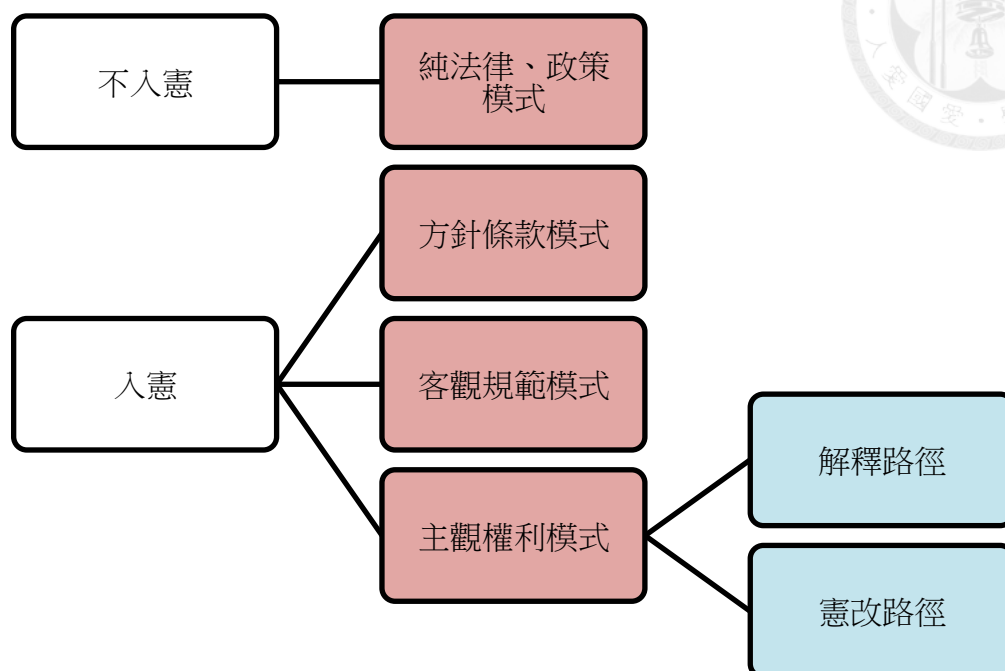 不入憲
純法律、政策
模式
方針條款模式
入憲
客觀規範模式
解釋路徑
主觀權利模式
憲改路徑